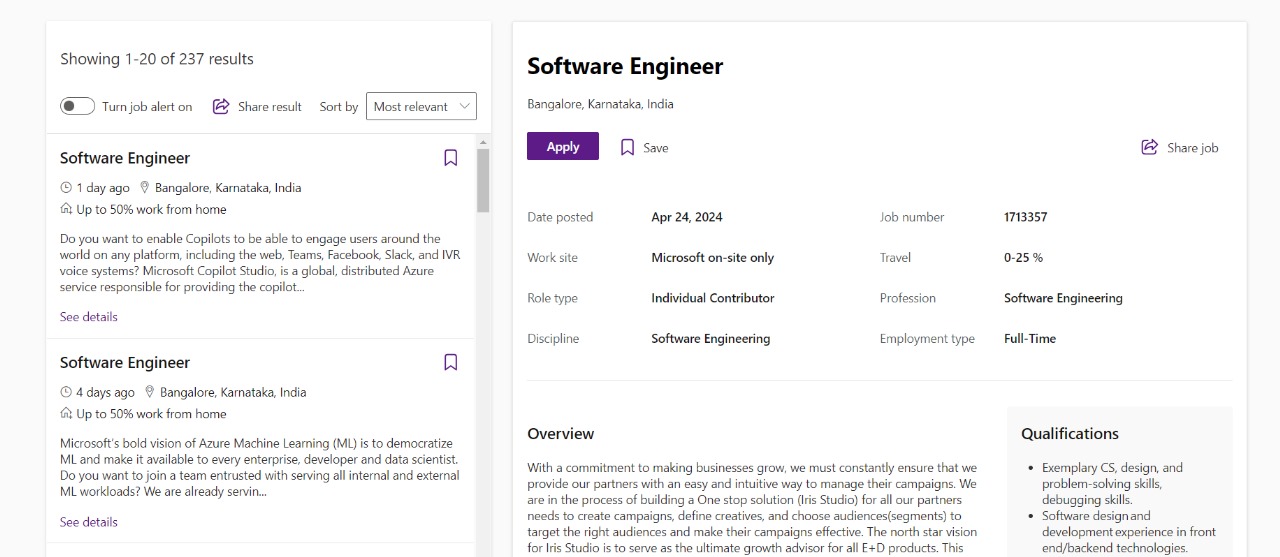 Showing 1-20 of 237 results
Turn job alert on
Share result
Sort by
Most relevant
Software Engineer
1 day ago
Bangalore, Karnataka, India
Up to 50% work from home
Do you want to enable Copilots to be able to engage users around the
world on any platform, including the web, Teams, Facebook, Slack, and IVR
voice systems? Microsoft Copilot Studio, is a global, distributed Azure
service responsible for providing the copilot...
See details
Software Engineer
4 days ago
Bangalore, Karnataka, India
Up to 50% work from home
Microsoft's bold vision of Azure Machine Learning (ML) is to democratize
ML and make it available to every enterprise, developer and data scientist.
Do you want to join a team entrusted with serving all internal and external
ML workloads? We are already servin...
See details
Software Engineer
Bangalore, Karnataka, India
Apply
Save
Share job
Date posted
Apr 24, 2024
Job number
1713357
Work site
Microsoft on-site only
Travel
0-25 %
Role type
Individual Contributor
Profession
Software Engineering
Discipline
Software Engineering
Employment type
Full-Time
Overview
With a commitment to making businesses grow, we must constantly ensure that we
provide our partners with an easy and intuitive way to manage their campaigns. We
are in the process of building a One stop solution (Iris Studio) for all our partners
needs to create campaigns, define creatives, and choose audiences(segments) to
target the right audiences and make their campaigns effective. The north star vision
for Iris Studio is to serve as the ultimate growth advisor for all E+D products. This
Qualifications
• Exemplary CS, design, and
problem-solving skills,
debugging skills.
• Software design and
development experience in front
end/backend technologies.